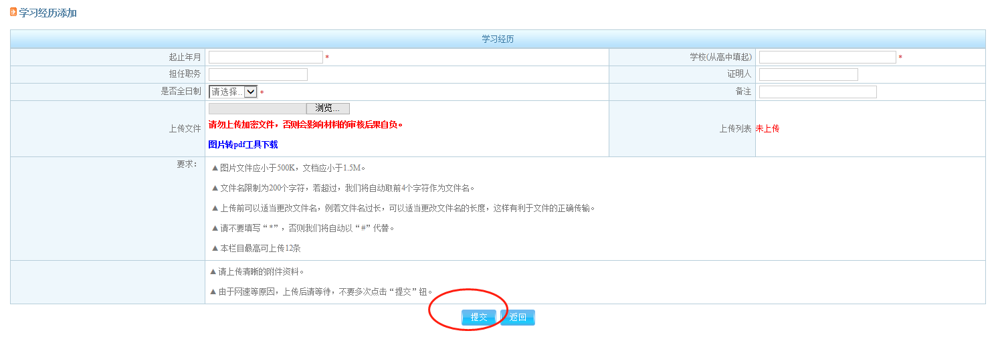 学习经历添加
学习经历
起止年月 * 学校(从高中填起) *
担任职务 证明人
是否全日制 请选择.. * 备注
浏览...
请勿上传加密文件，否则会影响材料的审核后果自负。
上传文件 上传列表 未上传
图片转pdf工具下载
要求：
▲图片文件应小于500K，文档应小于1.5M。
▲文件名限制为200个字符，若超过，我们将自动取前4个字符作为文件名。
▲上传前可以适当更改文件名，例若文件名过长，可以适当更改文件名的长度，这样有利于文件的正确传输。
▲请不要填写“*”，否则我们将自动以“#”代替。
▲本栏目最高可上传12条
▲请上传清晰的附件资料。
▲由于网速等原因，上传后请等待，不要多次点击“提交”钮。
提交 返回